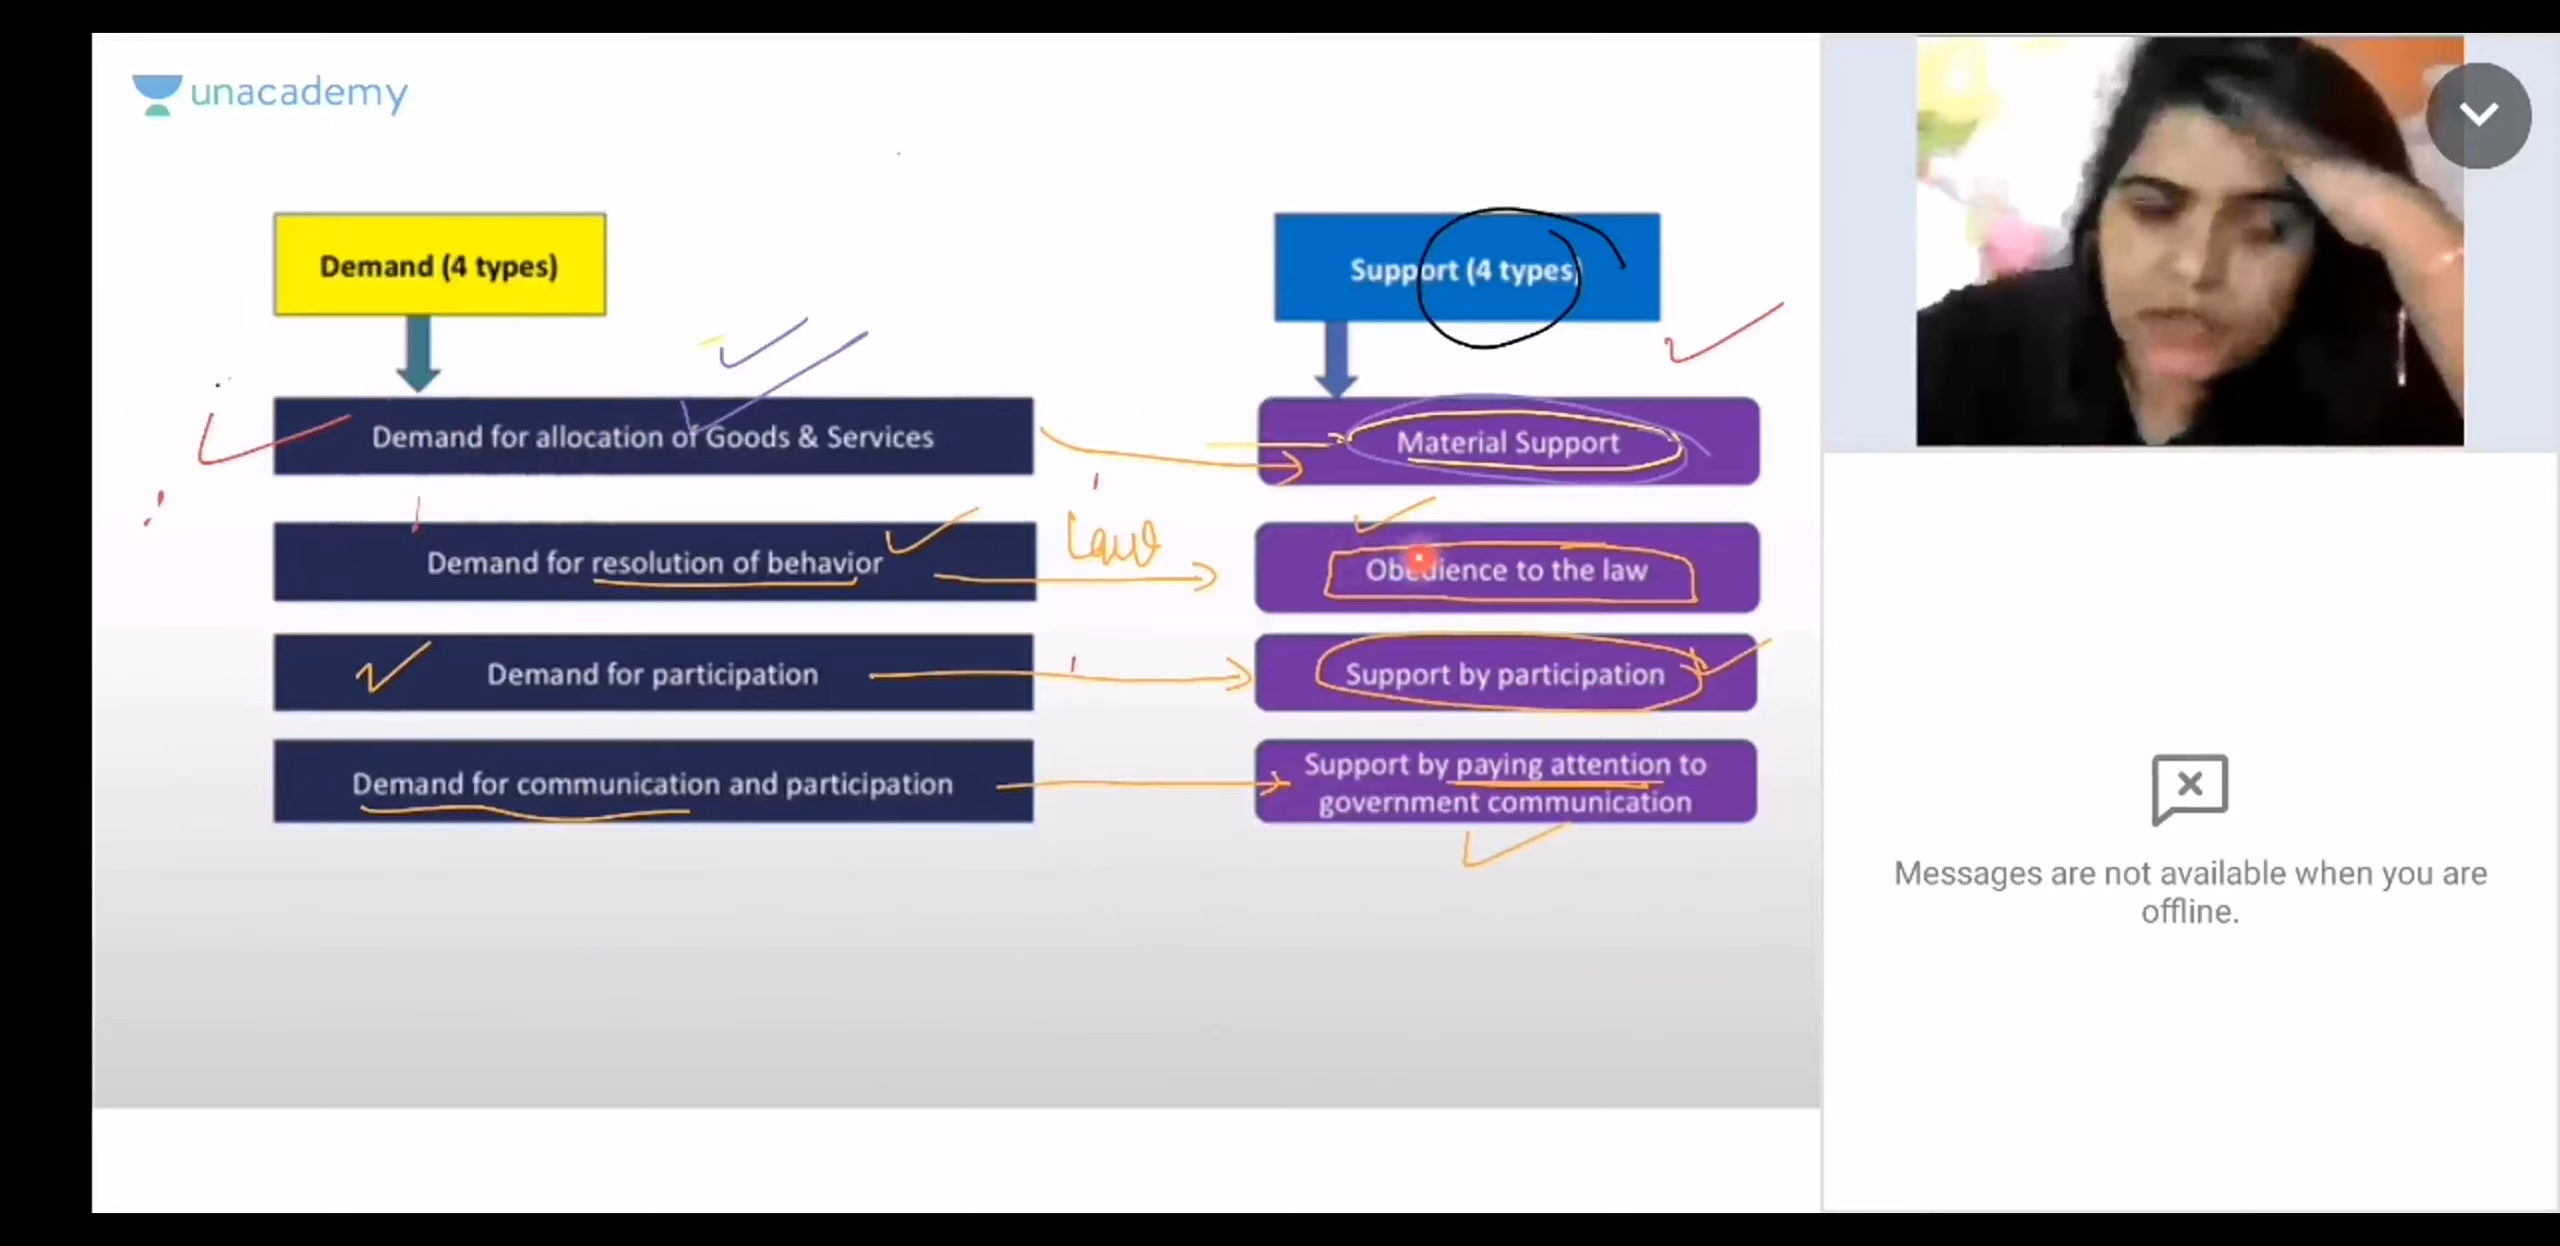 unacademy
Demand (4 types)
Support (4 types)
Demand for allocation of Goods & Services
Material Support
Demand for resolution of behavior
Law
Obedience to the law
Demand for participation
Support by participation
Demand for communication and participation
Support by paying attention to
government communication
Messages are not available when you are
offline.